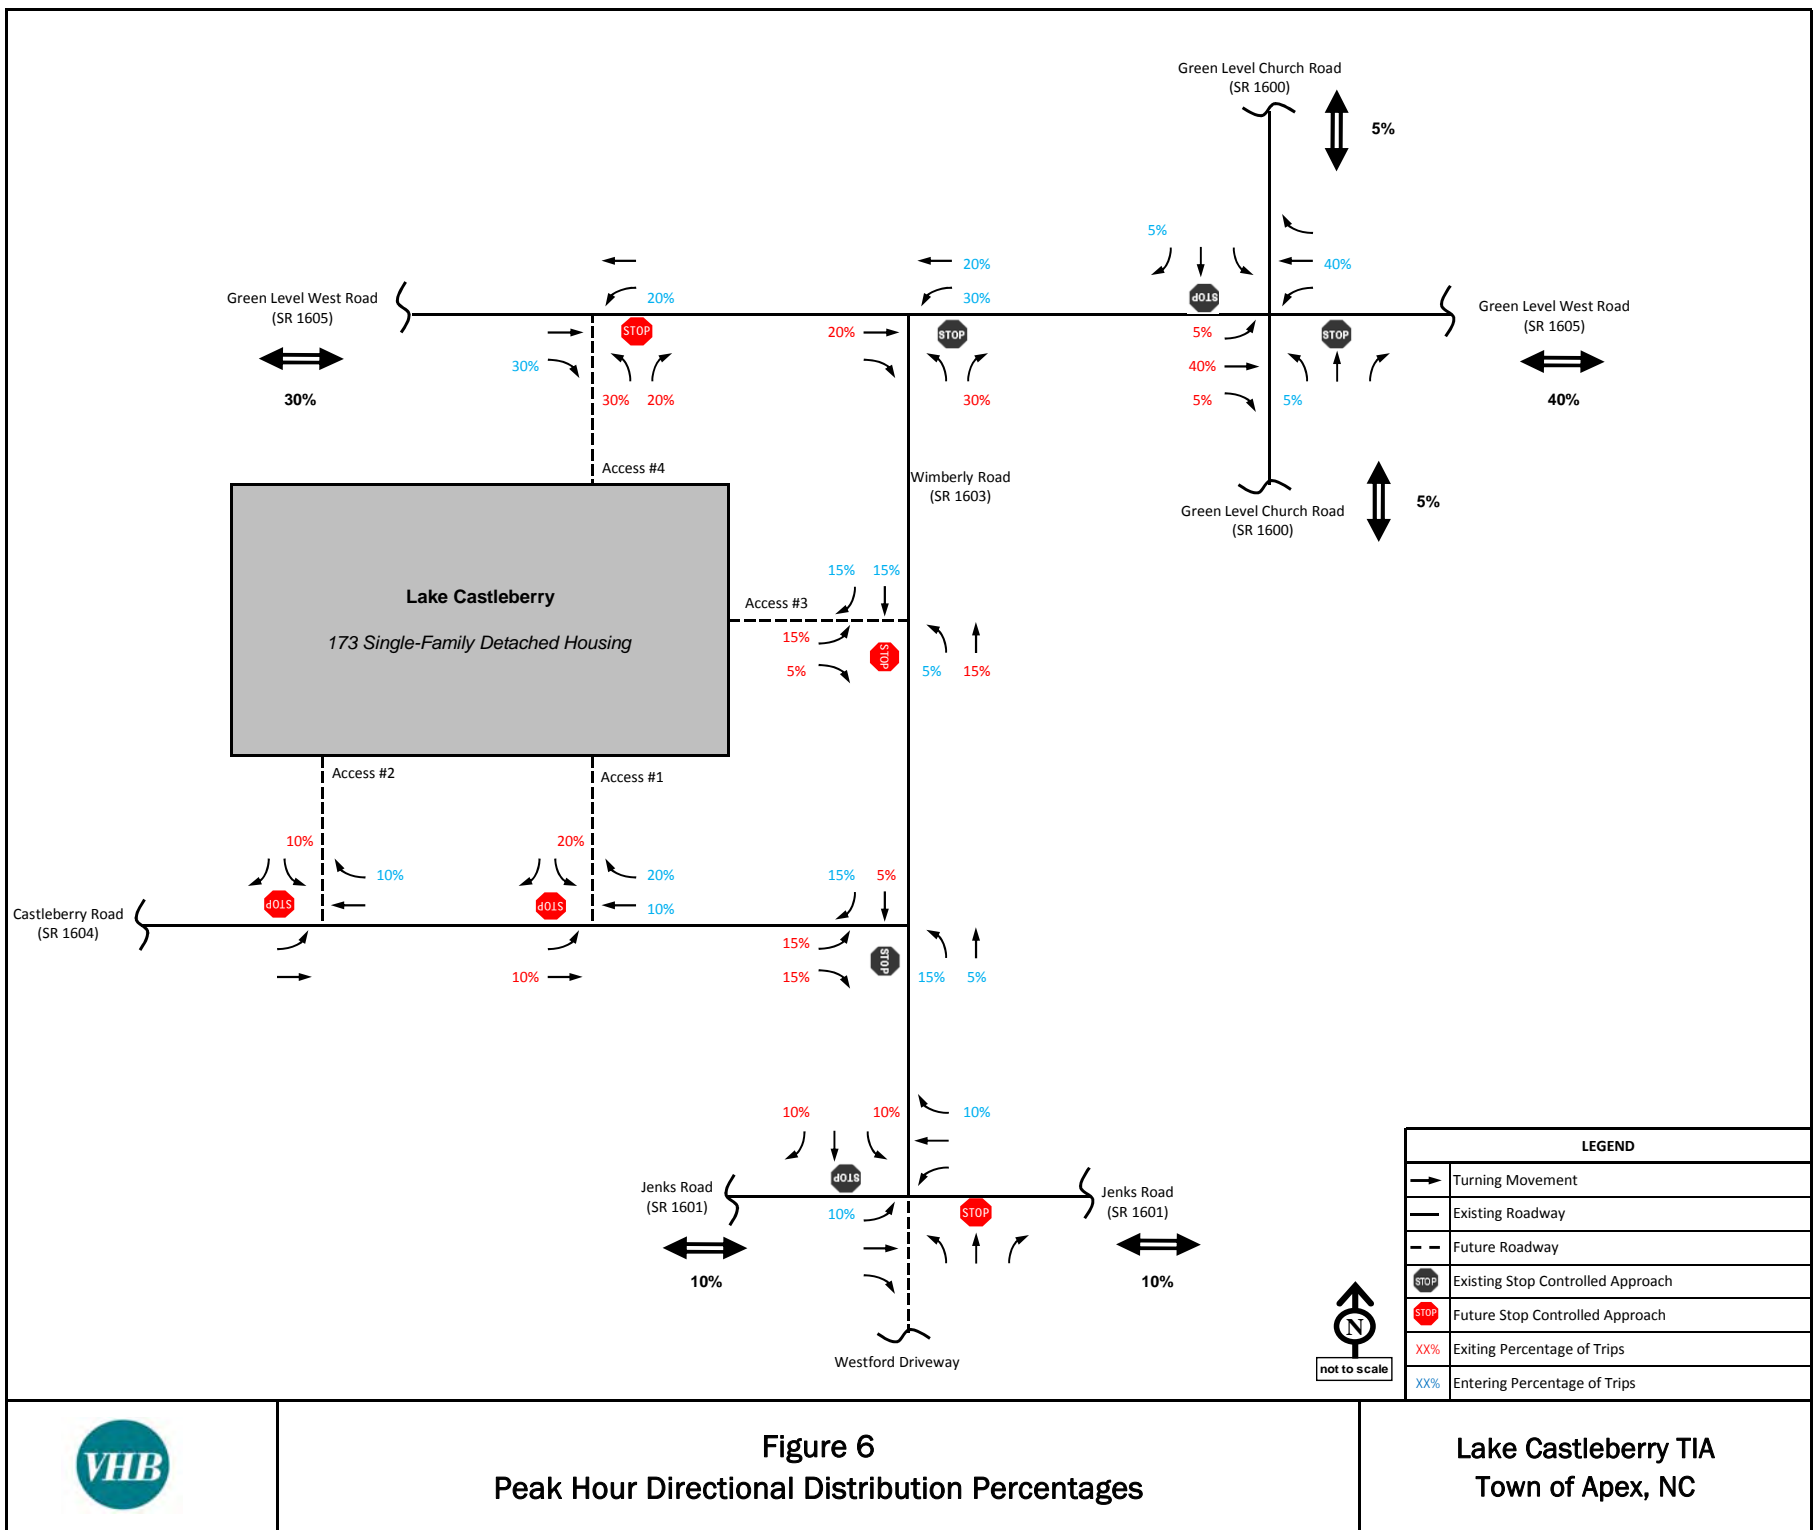 Green Level Church Road
(SR 1600)
5%
5%
20%
20%
30%
40%
Green Level West Road
(SR 1605)
30%
STOP
30%
30%
20%
20%
STOP
30%
STOP
5%
40%
5%
STOP
5%
Green Level West Road
(SR 1605)
40%
Access #4
Wimberly Road
(SR 1603)
Green Level Church Road
(SR 1600)
5%
Lake Castleberry
173 Single-Family Detached Housing
Access #3
15%
15%
15%
5%
STOP
5%
15%
Access #2
Access #1
10%
10%
STOP
20%
20%
10%
STOP
10%
Castleberry Road
(SR 1604)
15%
5%
15%
15%
STOP
15%
5%
10%
10%
10%
STOP
Jenks Road
(SR 1601)
10%
10%
STOP
Jenks Road
(SR 1601)
10%
Westford Driveway
N
not to scale
LEGEND
Turning Movement
Existing Roadway
Future Roadway
STOP Existing Stop Controlled Approach
STOP Future Stop Controlled Approach
XX% Exiting Percentage of Trips
XX% Entering Percentage of Trips
VHB
Figure 6
Peak Hour Directional Distribution Percentages
Lake Castleberry TIA
Town of Apex, NC